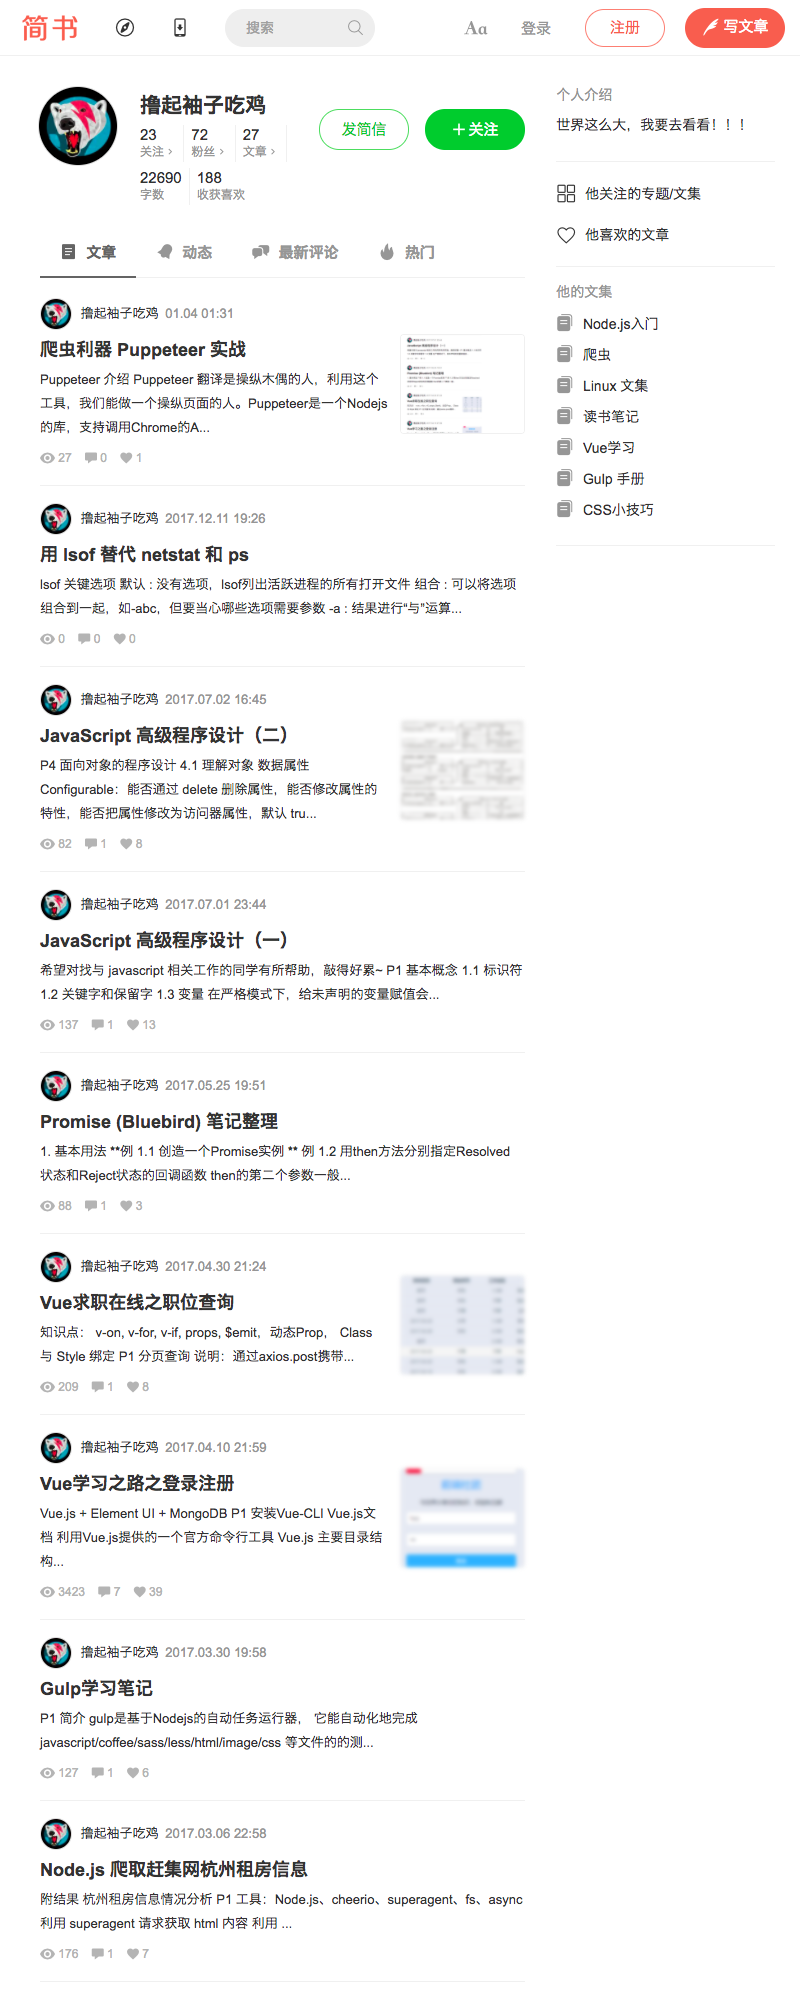 简书
搜索
Aa
登录
注册
写文章
撸起袖子吃鸡
23
72
27
关注 ›
粉丝 ›
文章 ›
22690
188
字数
收获喜欢
发简信
＋关注
文章
动态
最新评论
热门
撸起袖子吃鸡 01.04 01:31
爬虫利器 Puppeteer 实战
Puppeteer 介绍 Puppeteer 翻译是操纵木偶的人，利用这个
工具，我们能做一个操纵页面的人。Puppeteer是一个Nodejs
的库，支持调用Chrome的A...
27 0 1
撸起袖子吃鸡 2017.12.11 19:26
用 lsof 替代 netstat 和 ps
lsof 关键选项 默认 : 没有选项，lsof列出活跃进程的所有打开文件 组合 : 可以将选项
组合到一起，如-abc，但要当心哪些选项需要参数 -a : 结果进行“与”运算...
0 0 0
撸起袖子吃鸡 2017.07.02 16:45
JavaScript 高级程序设计（二）
P4 面向对象的程序设计 4.1 理解对象 数据属性
Configurable：能否通过 delete 删除属性，能否修改属性的
特性，能否把属性修改为访问器属性，默认 tru...
82 1 8
撸起袖子吃鸡 2017.07.01 23:44
JavaScript 高级程序设计（一）
希望对找与 javascript 相关工作的同学有所帮助，敲得好累~ P1 基本概念 1.1 标识符
1.2 关键字和保留字 1.3 变量 在严格模式下，给未声明的变量赋值会...
137 1 13
撸起袖子吃鸡 2017.05.25 19:51
Promise (Bluebird) 笔记整理
1. 基本用法 **例 1.1 创造一个Promise实例 ** 例 1.2 用then方法分别指定Resolved
状态和Reject状态的回调函数 then的第二个参数一般...
88 1 3
撸起袖子吃鸡 2017.04.30 21:24
Vue求职在线之职位查询
知识点： v-on, v-for, v-if, props, $emit，动态Prop， Class
与 Style 绑定 P1 分页查询 说明：通过axios.post携带...
209 1 8
撸起袖子吃鸡 2017.04.10 21:59
Vue学习之路之登录注册
Vue.js + Element UI + MongoDB P1 安装Vue-CLI Vue.js文
档 利用Vue.js提供的一个官方命令行工具 Vue.js 主要目录结
构...
3423 7 39
撸起袖子吃鸡 2017.03.30 19:58
Gulp学习笔记
P1 简介 gulp是基于Nodejs的自动任务运行器， 它能自动化地完成
javascript/coffee/sass/less/html/image/css 等文件的的测...
127 1 6
撸起袖子吃鸡 2017.03.06 22:58
Node.js 爬取赶集网杭州租房信息
附结果 杭州租房信息情况分析 P1 工具：Node.js、cheerio、superagent、fs、async
利用 superagent 请求获取 html 内容 利用 ...
176 1 7
个人介绍
世界这么大，我要去看看！！！
他关注的专题/文集
他喜欢的文章
他的文集
Node.js入门
爬虫
Linux 文集
读书笔记
Vue学习
Gulp 手册
CSS小技巧